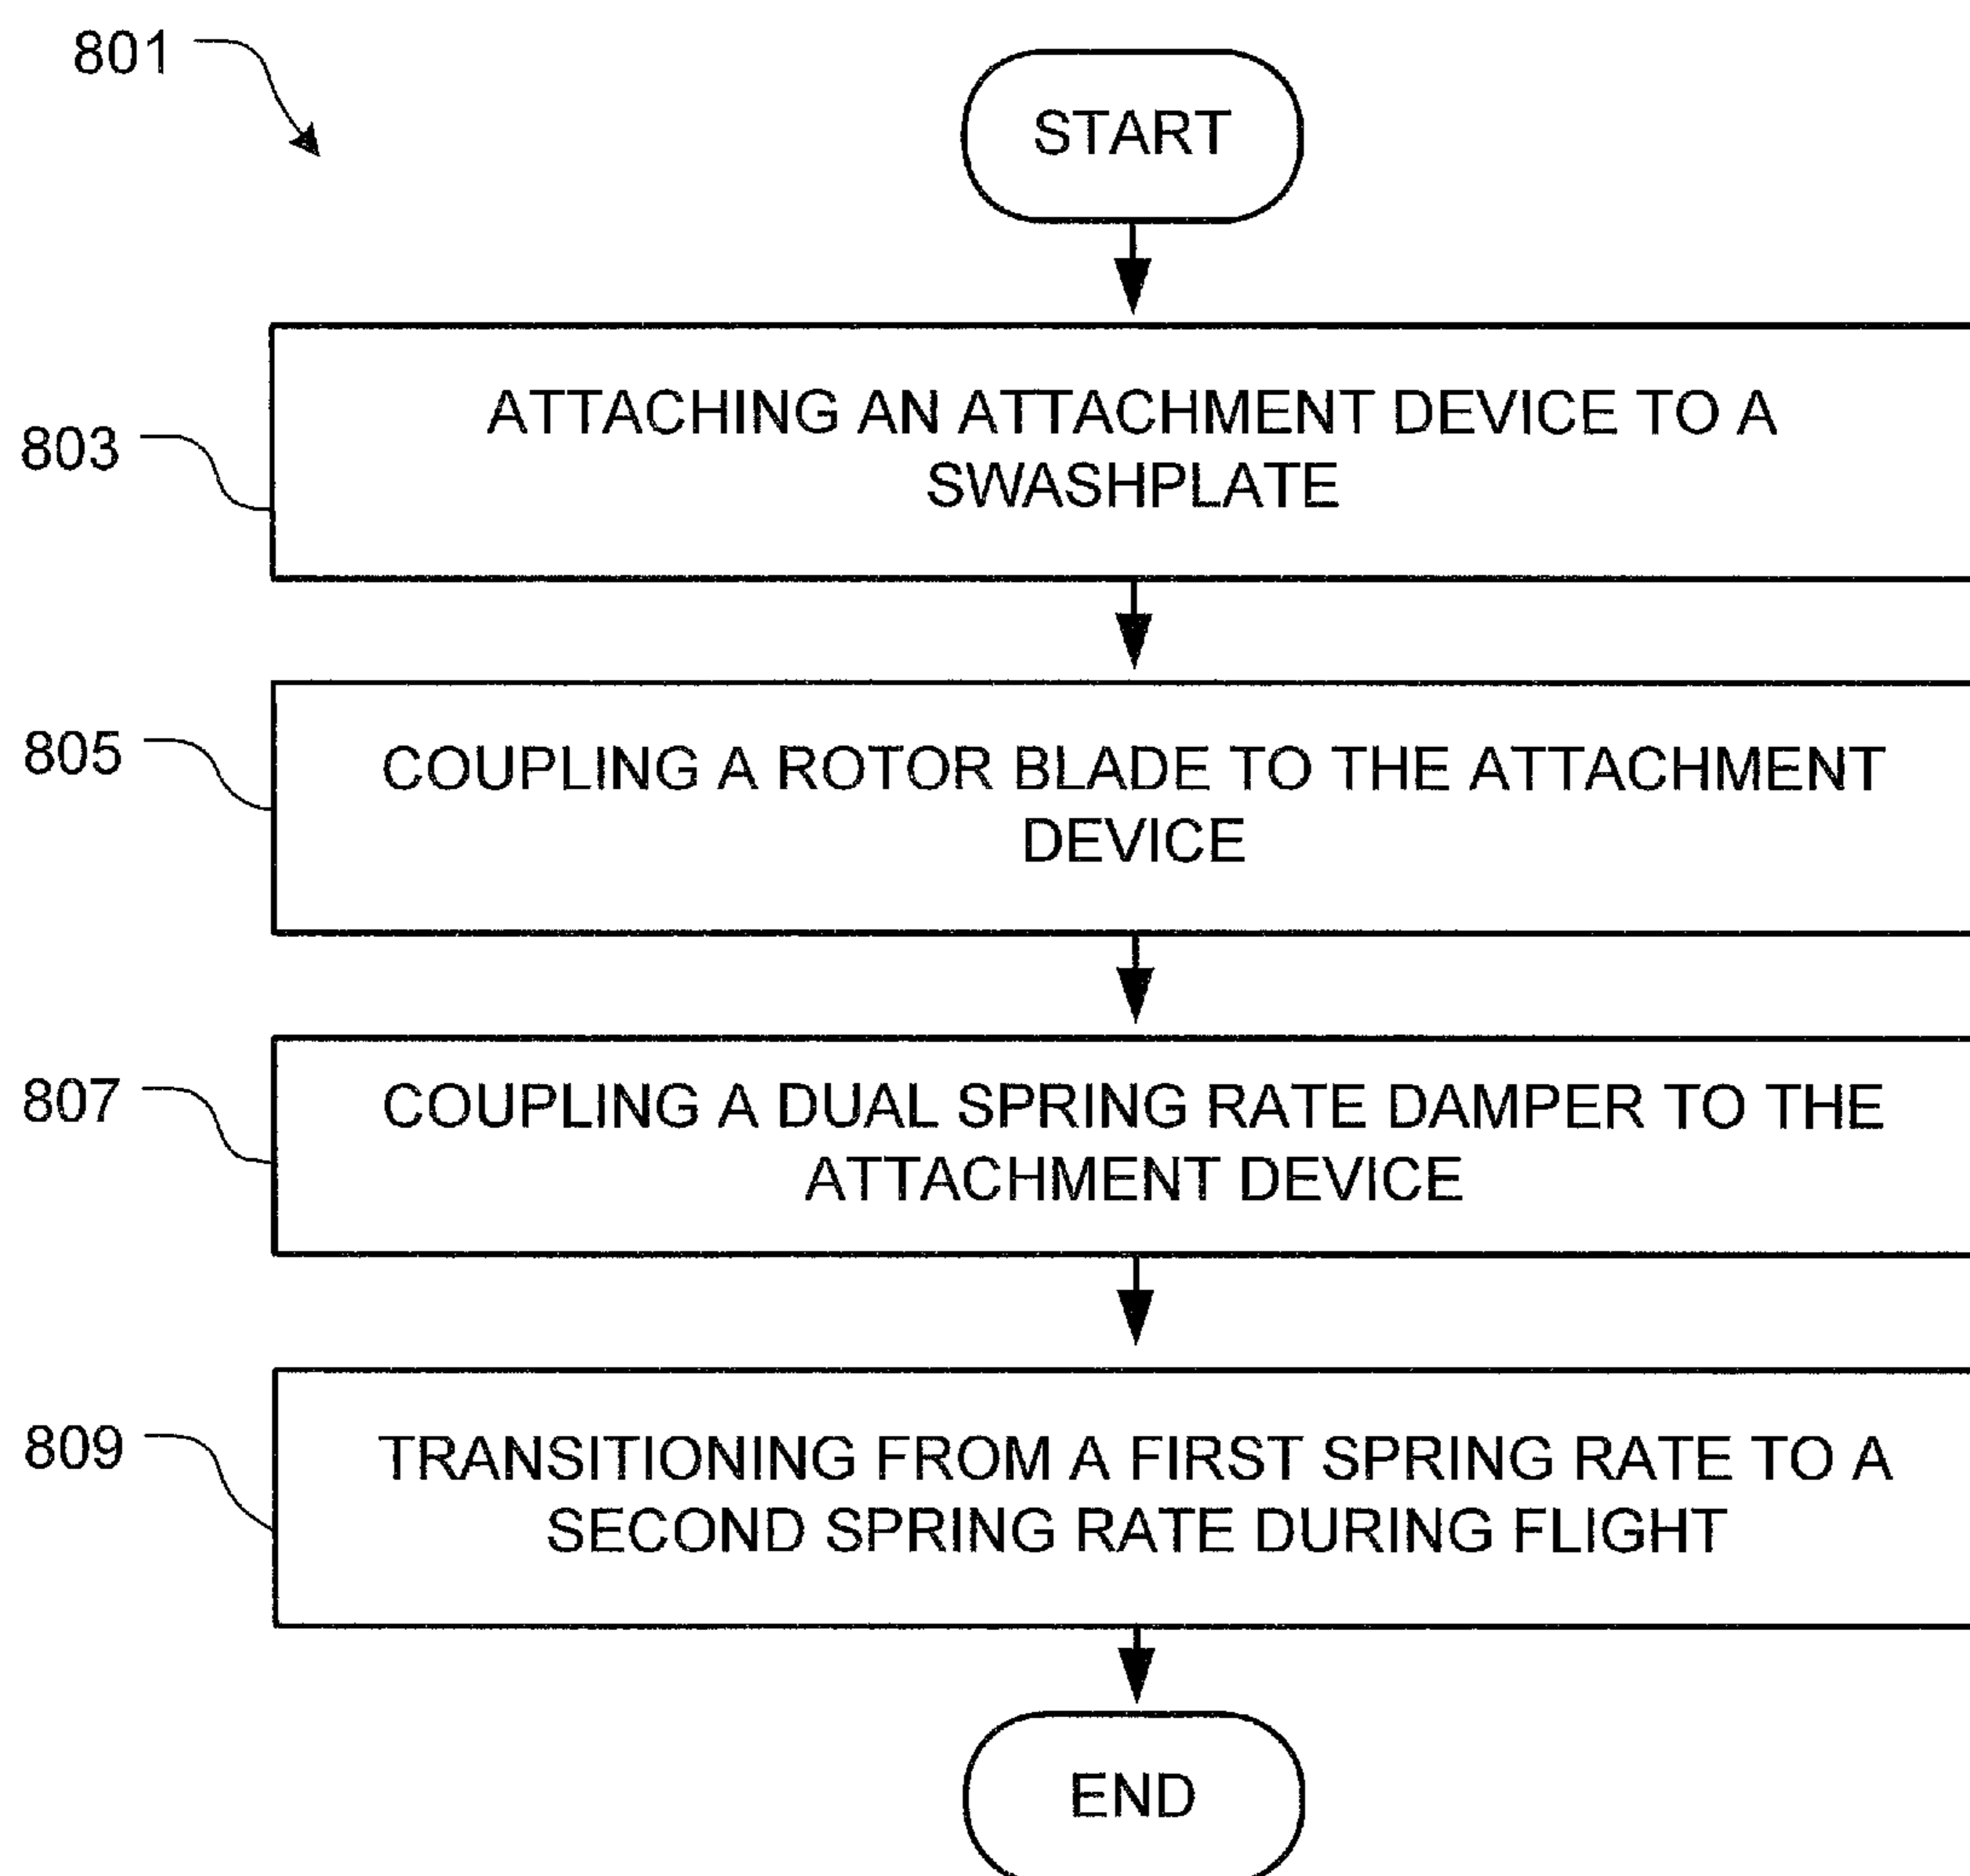 801
START
803
ATTACHING AN ATTACHMENT DEVICE TO A
SWASHPLATE
805
COUPLING A ROTOR BLADE TO THE ATTACHMENT
DEVICE
807
COUPLING A DUAL SPRING RATE DAMPER TO THE
ATTACHMENT DEVICE
809
TRANSITIONING FROM A FIRST SPRING RATE TO A
SECOND SPRING RATE DURING FLIGHT
END